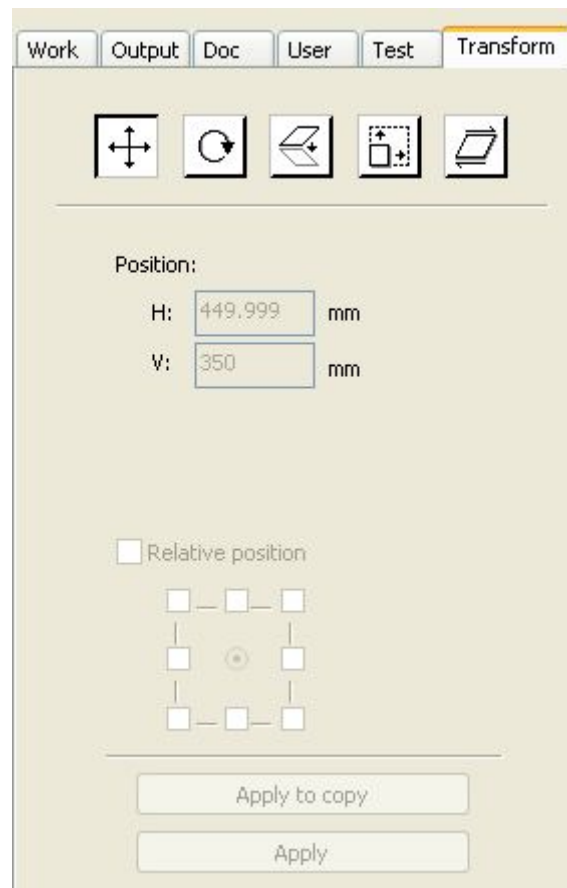 Work Output Doc User Test Transform
Position:
H: 449.999 mm
V: 350 mm
Relative position
Apply to copy
Apply